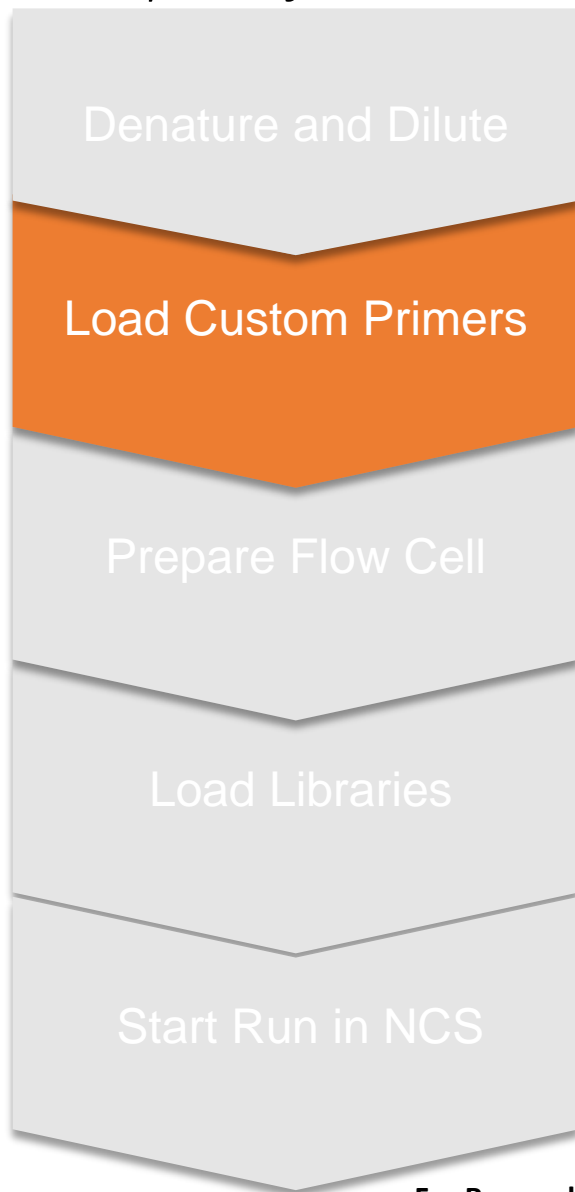 Denature and Dilute
Load Custom Primers
Prepare Flow Cell
Load Libraries
Start Run in NCS